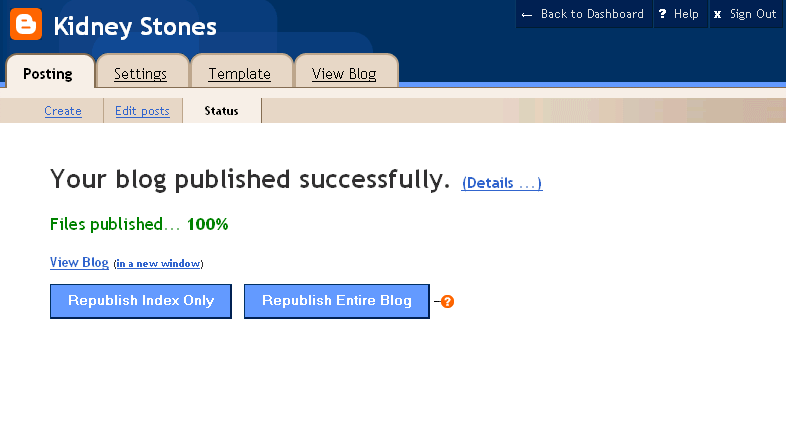 Kidney Stones ← Back to Dashboard ? Help x Sign Out
Posting Settings Template View Blog
Create Edit posts Status
Your blog published successfully. (Details ...)
Files published... 100%
View Blog (in a new window)
Republish Index Only Republish Entire Blog –?